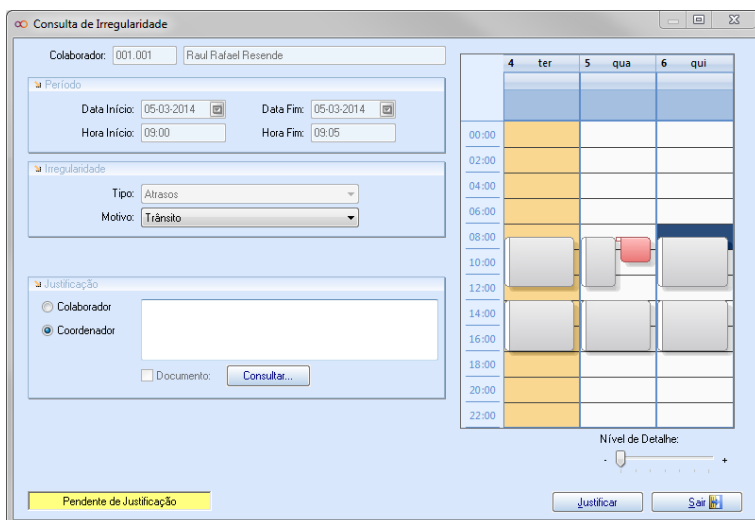 Consulta de Irregularidade
Colaborador: 001.001 Raul Rafael Resende
Período
Data Início: 05-03-2014 Data Fim: 05-03-2014
Hora Início: 09:00 Hora Fim: 09:05
Irregularidade
Tipo: Atrasos
Motivo: Trânsito
Justificação
Colaborador
Coordenador
Documento: Consultar...
Pendente de Justificação
4 ter 5 qua 6 qui
00:00
02:00
04:00
06:00
08:00
10:00
12:00
14:00
16:00
18:00
20:00
22:00
Nível de Detalhe:
- +
Justificar Sair